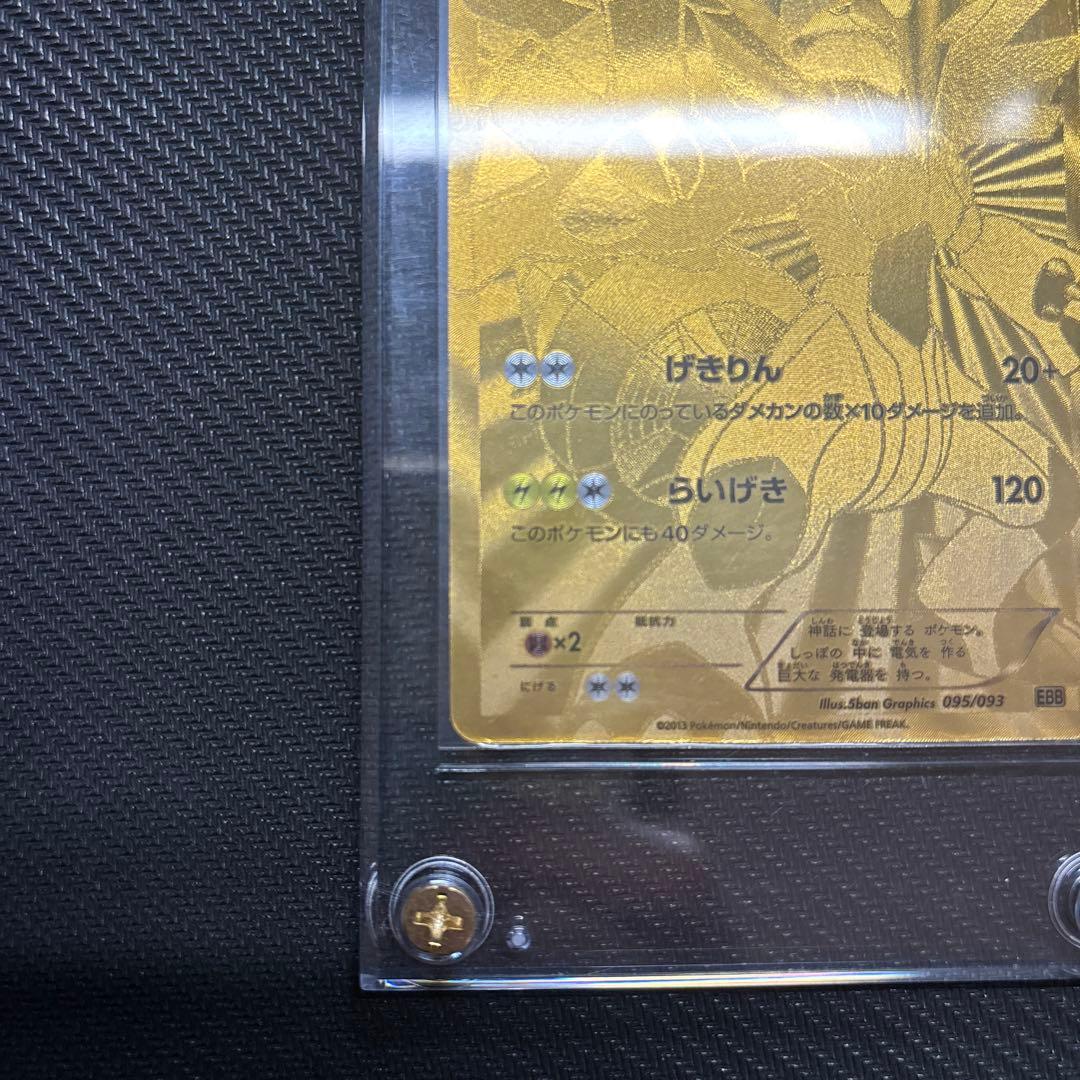 げきりん 20+
このポケモンにのっているダメカンの数×10ダメージを追加。
らいげき 120
このポケモンにも40ダメージ。
弱点 抵抗力
×2
にげる
神話に 登場する ポケモン。
しっぽの 中に 電気を 作る
巨大な 発電器を 持つ。
Illus.5ban Graphics 095/093 EBB
©2013 Pokémon/Nintendo/Creatures/GAME FREAK.